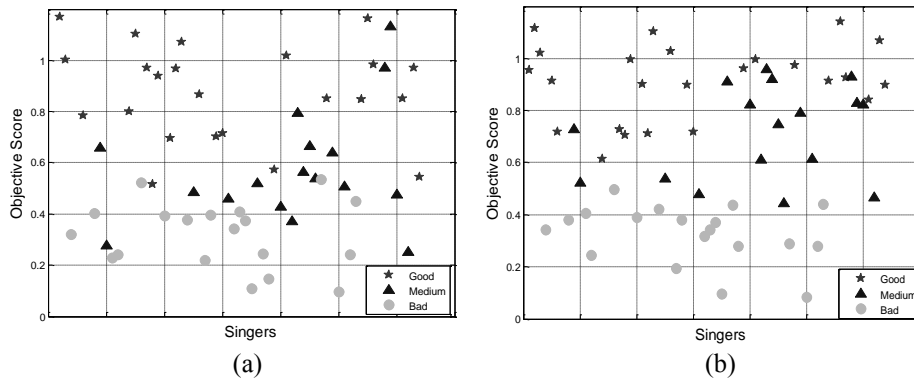 Objective Score
1
0.8
0.6
0.4
0.2
0
Good
Medium
Bad
Singers
(a)
Objective Score
1
0.8
0.6
0.4
0.2
0
Good
Medium
Bad
Singers
(b)